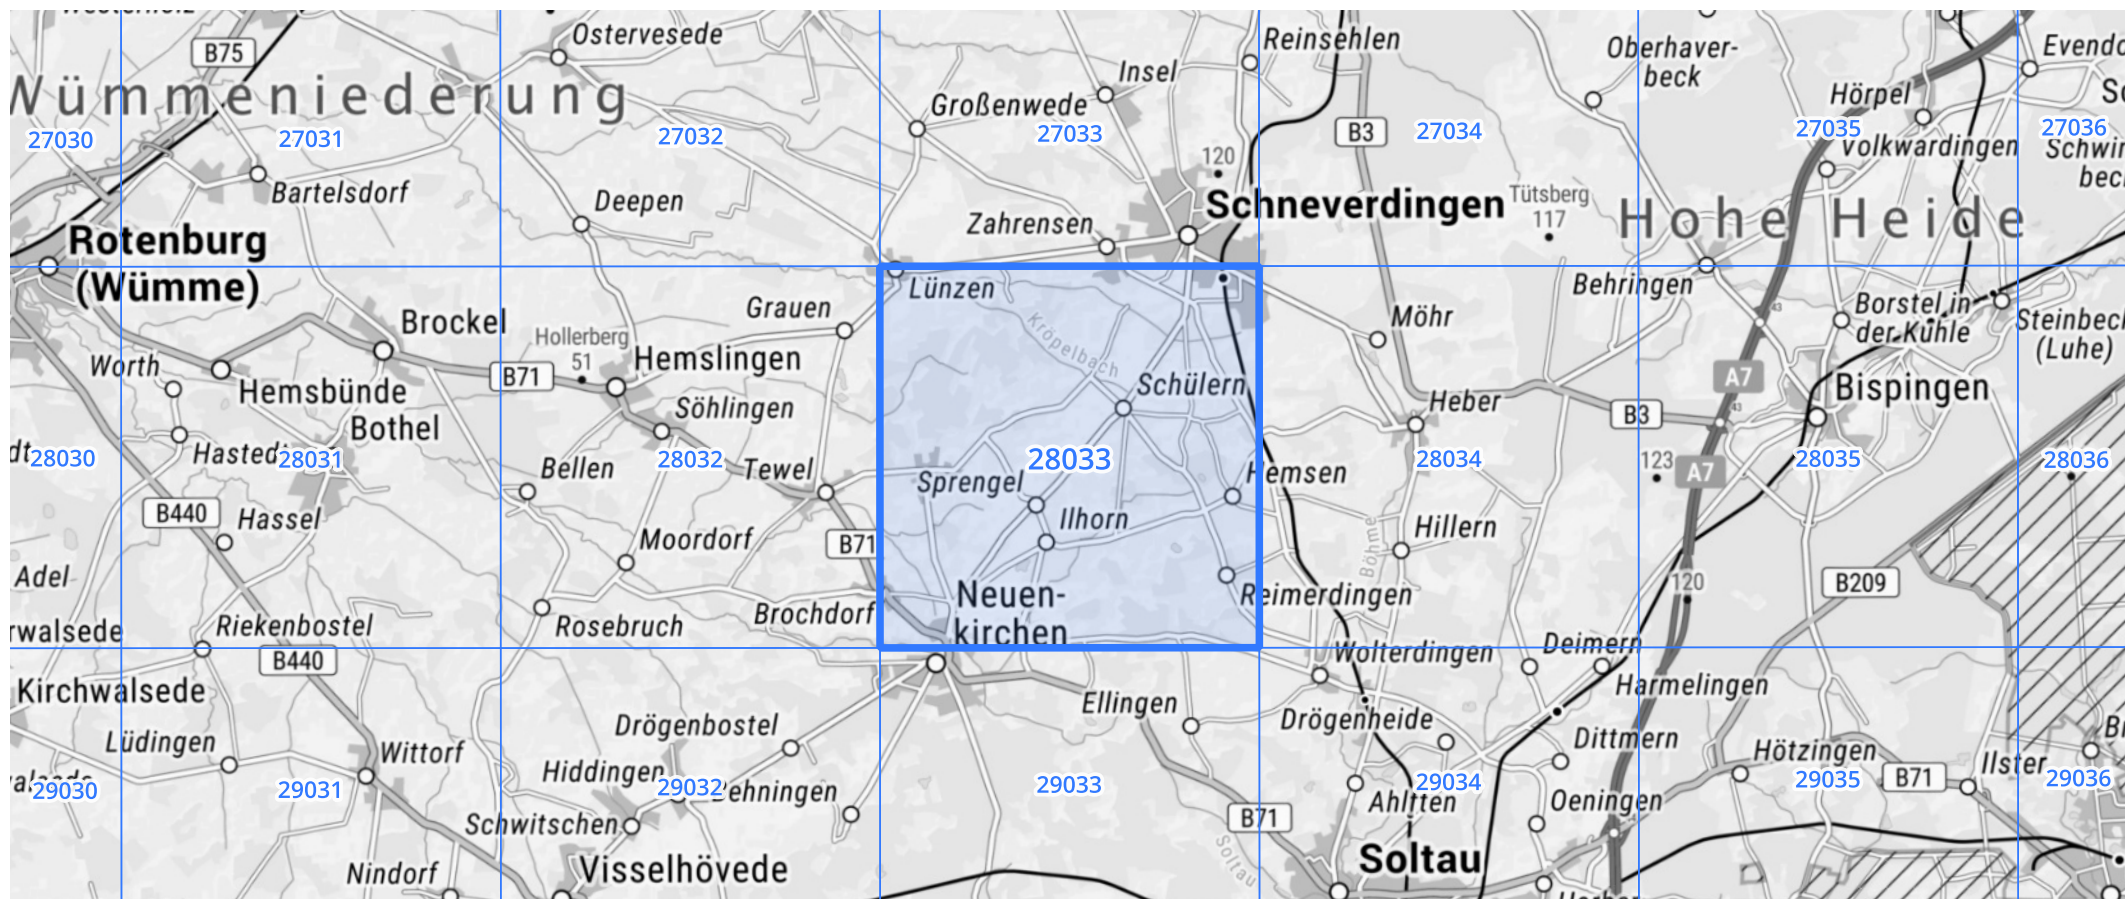 Ostervesede
Reinsehlen
Oberhaver-
beck
B75
Insel
Wümmeniederung
Großenwede
Hörpel
B3
27030
27031
27032
27033
27034
27035
27036
Volkwardingen
120
Bartelsdorf
Deepen
Schneverdingen
Tütsberg
117
Zahrensen
Hohe Heide
Rotenburg
(Wümme)
Lünzen
Behringen
Grauen
Brockel
Hollerberg
51
Kröpelbach
Möhr
43
Borstel in
der Kühle
Steinbeck
(Luhe)
Worth
B71
Hemslingen
Schülern
A7
Bispingen
Hemsbünde
Söhlingen
Heber
B3
43
Bothel
28030
28031
28032
28033
28034
28035
28036
Bellen
Tewel
Sprengel
Hemsen
123
A7
B440
Hassel
Ilhorn
Hillern
Moordorf
B71
Böhme
Adel
120
B209
Neuen-
kirchen
Reimerdingen
Brochdorf
Riekenbostel
Rosebruch
Deimern
Wolterdingen
B440
Kirchwalsede
Harmelingen
Ellingen
Drögenbostel
Drögenheide
Lüdingen
Wittorf
Dittmern
Hötzingen
Ilster
Hiddingen
B71
29030
29031
29032
29033
29034
29035
29036
Behningen
Ahlften
Oeningen
Schwitschen
B71
Soltau
Soltau
Nindorf
Visselhövede